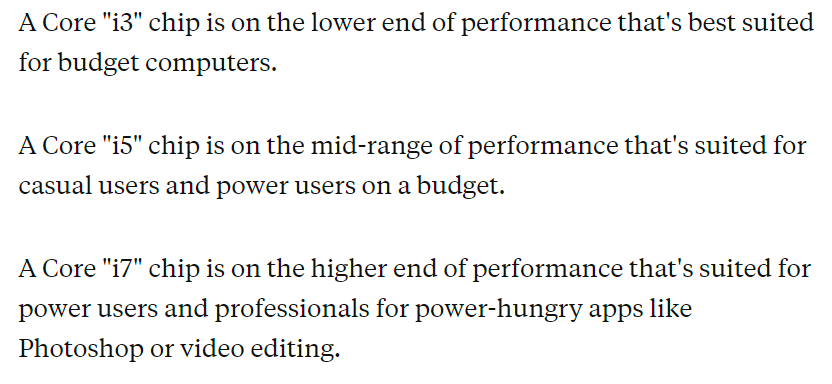 A Core "i3" chip is on the lower end of performance that's best suited
for budget computers.
A Core "i5" chip is on the mid-range of performance that's suited for
casual users and power users on a budget.
A Core "i7" chip is on the higher end of performance that's suited for
power users and professionals for power-hungry apps like
Photoshop or video editing.